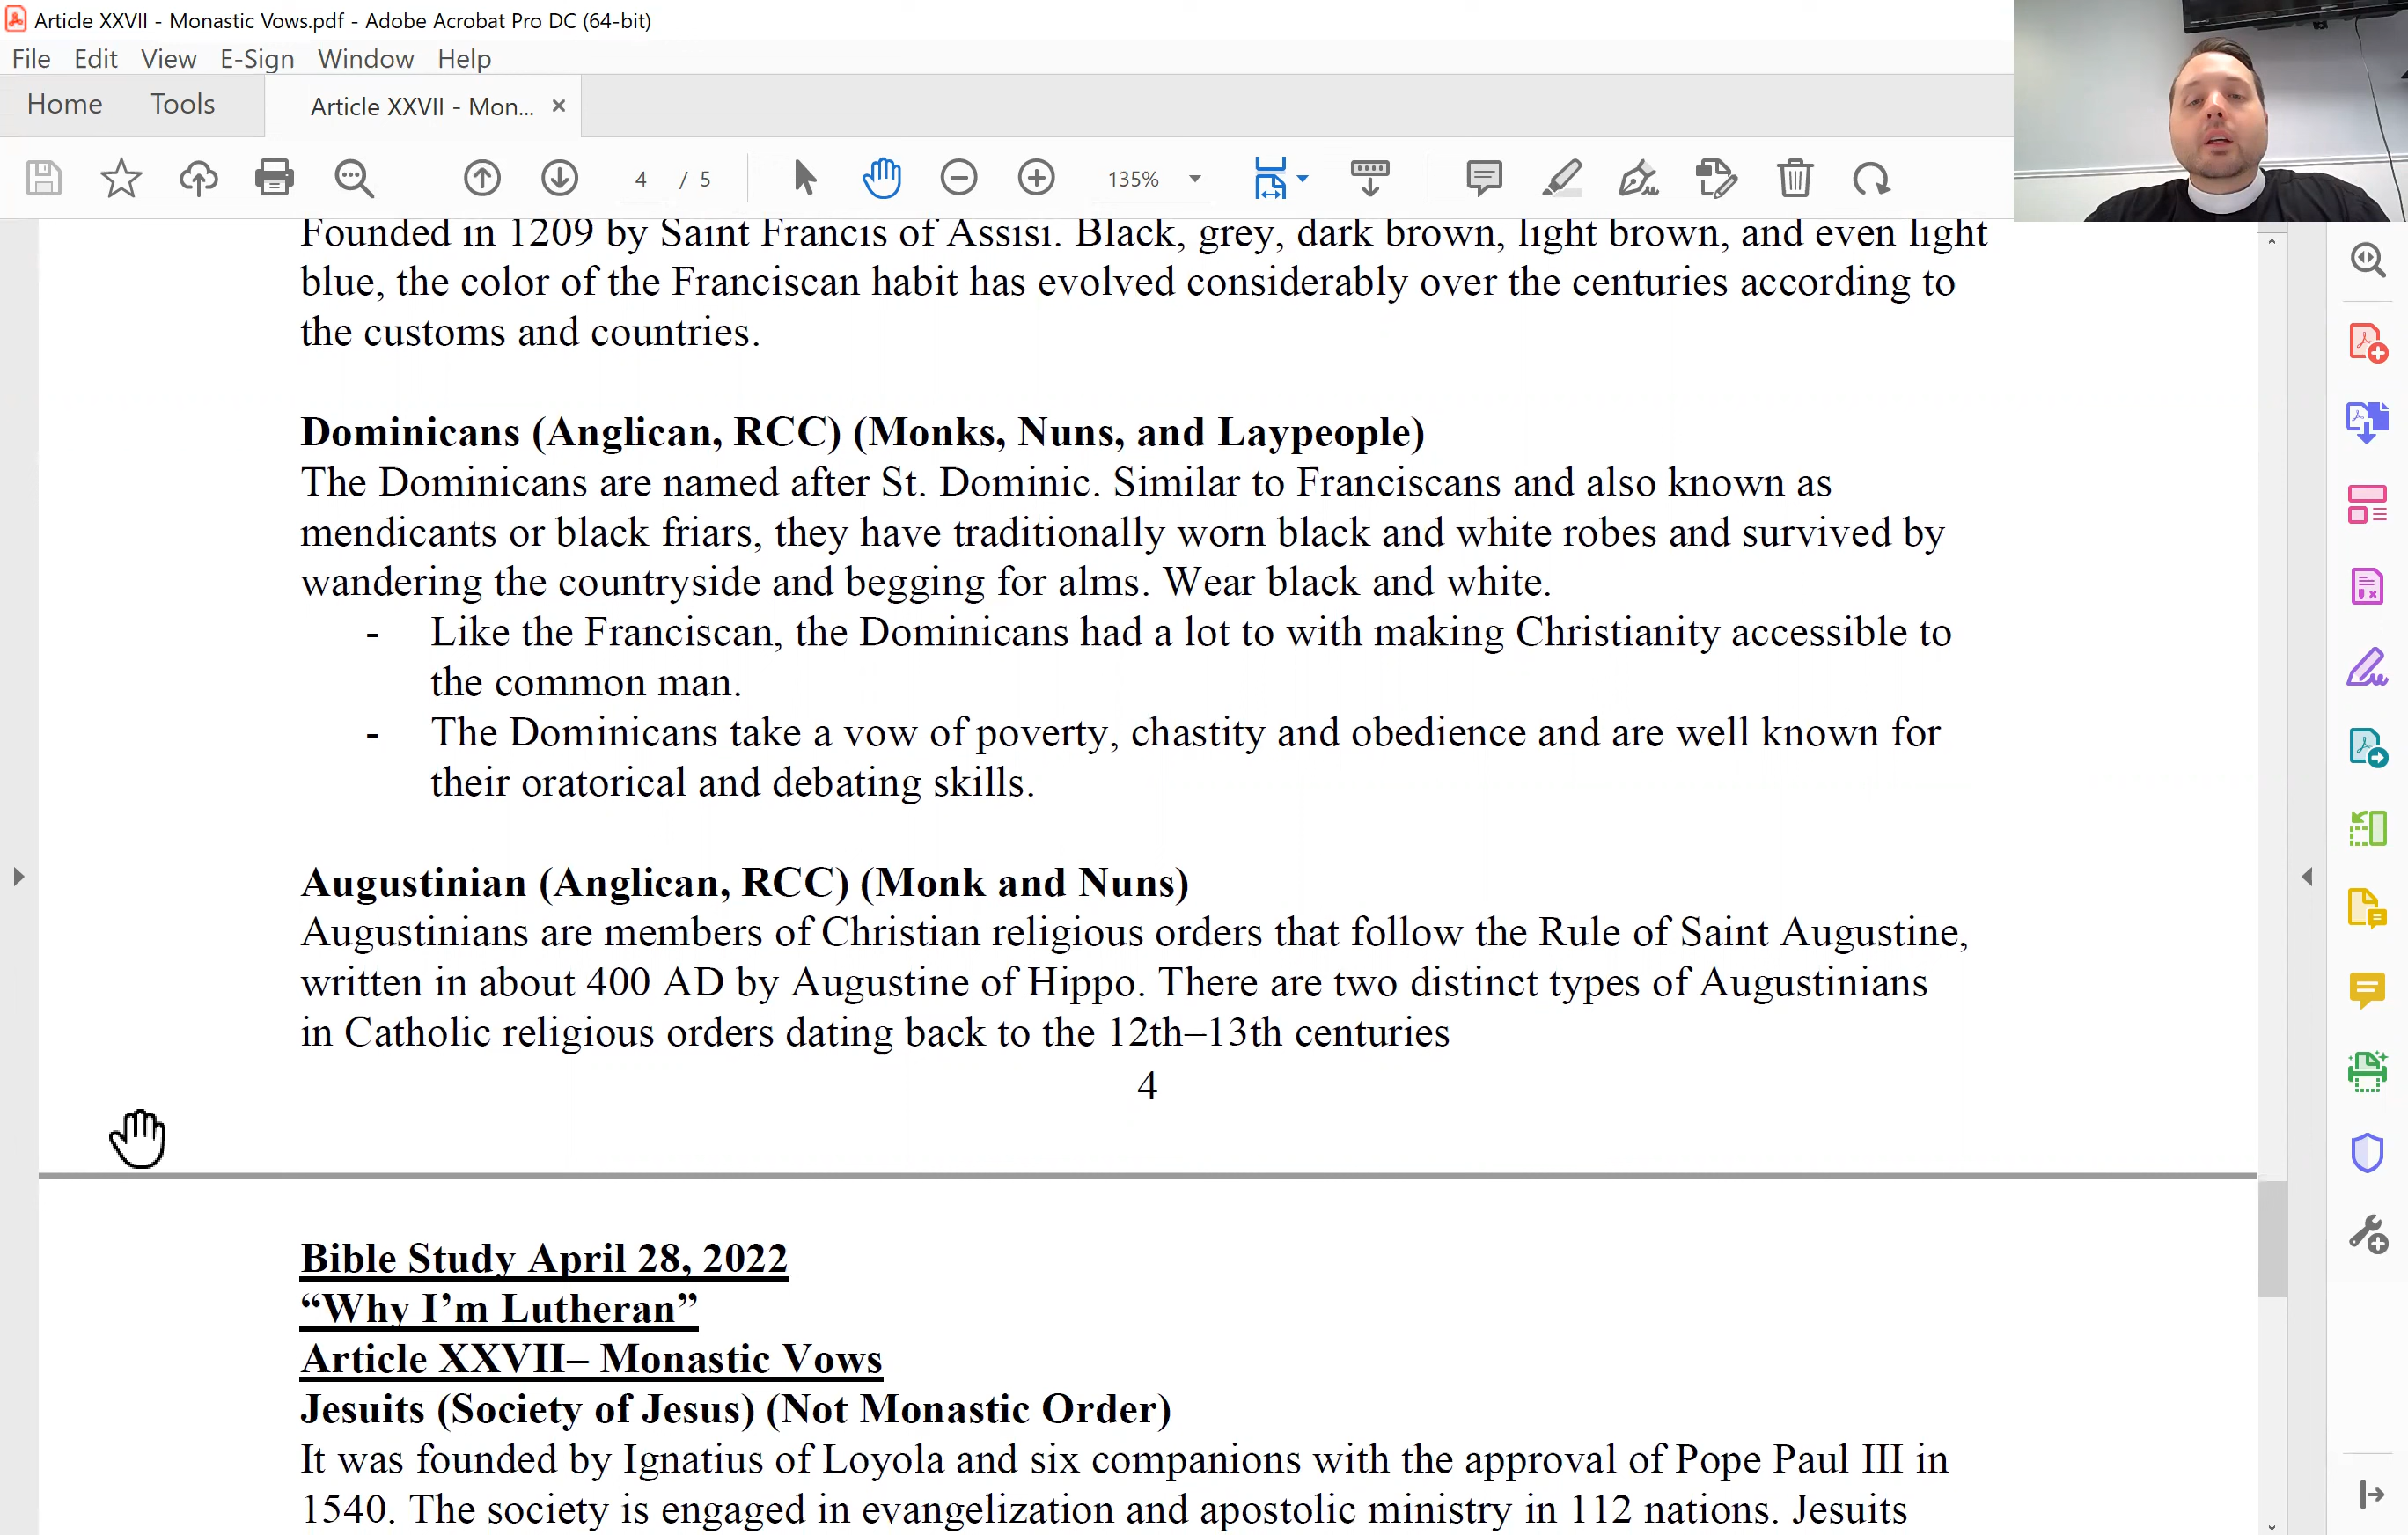 Article XXVII - Monastic Vows.pdf - Adobe Acrobat Pro DC (64-bit)
File Edit View E-Sign Window Help
Home Tools Article XXVII - Mon... ×
4 / 5 135%
Founded in 1209 by Saint Francis of Assisi. Black, grey, dark brown, light brown, and even light
blue, the color of the Franciscan habit has evolved considerably over the centuries according to
the customs and countries.
Dominicans (Anglican, RCC) (Monks, Nuns, and Laypeople)
The Dominicans are named after St. Dominic. Similar to Franciscans and also known as
mendicants or black friars, they have traditionally worn black and white robes and survived by
wandering the countryside and begging for alms. Wear black and white.
- Like the Franciscan, the Dominicans had a lot to with making Christianity accessible to
the common man.
- The Dominicans take a vow of poverty, chastity and obedience and are well known for
their oratorical and debating skills.
Augustinian (Anglican, RCC) (Monk and Nuns)
Augustinians are members of Christian religious orders that follow the Rule of Saint Augustine,
written in about 400 AD by Augustine of Hippo. There are two distinct types of Augustinians
in Catholic religious orders dating back to the 12th–13th centuries
4
Bible Study April 28, 2022
“Why I’m Lutheran”
Article XXVII– Monastic Vows
Jesuits (Society of Jesus) (Not Monastic Order)
It was founded by Ignatius of Loyola and six companions with the approval of Pope Paul III in
1540. The society is engaged in evangelization and apostolic ministry in 112 nations. Jesuits